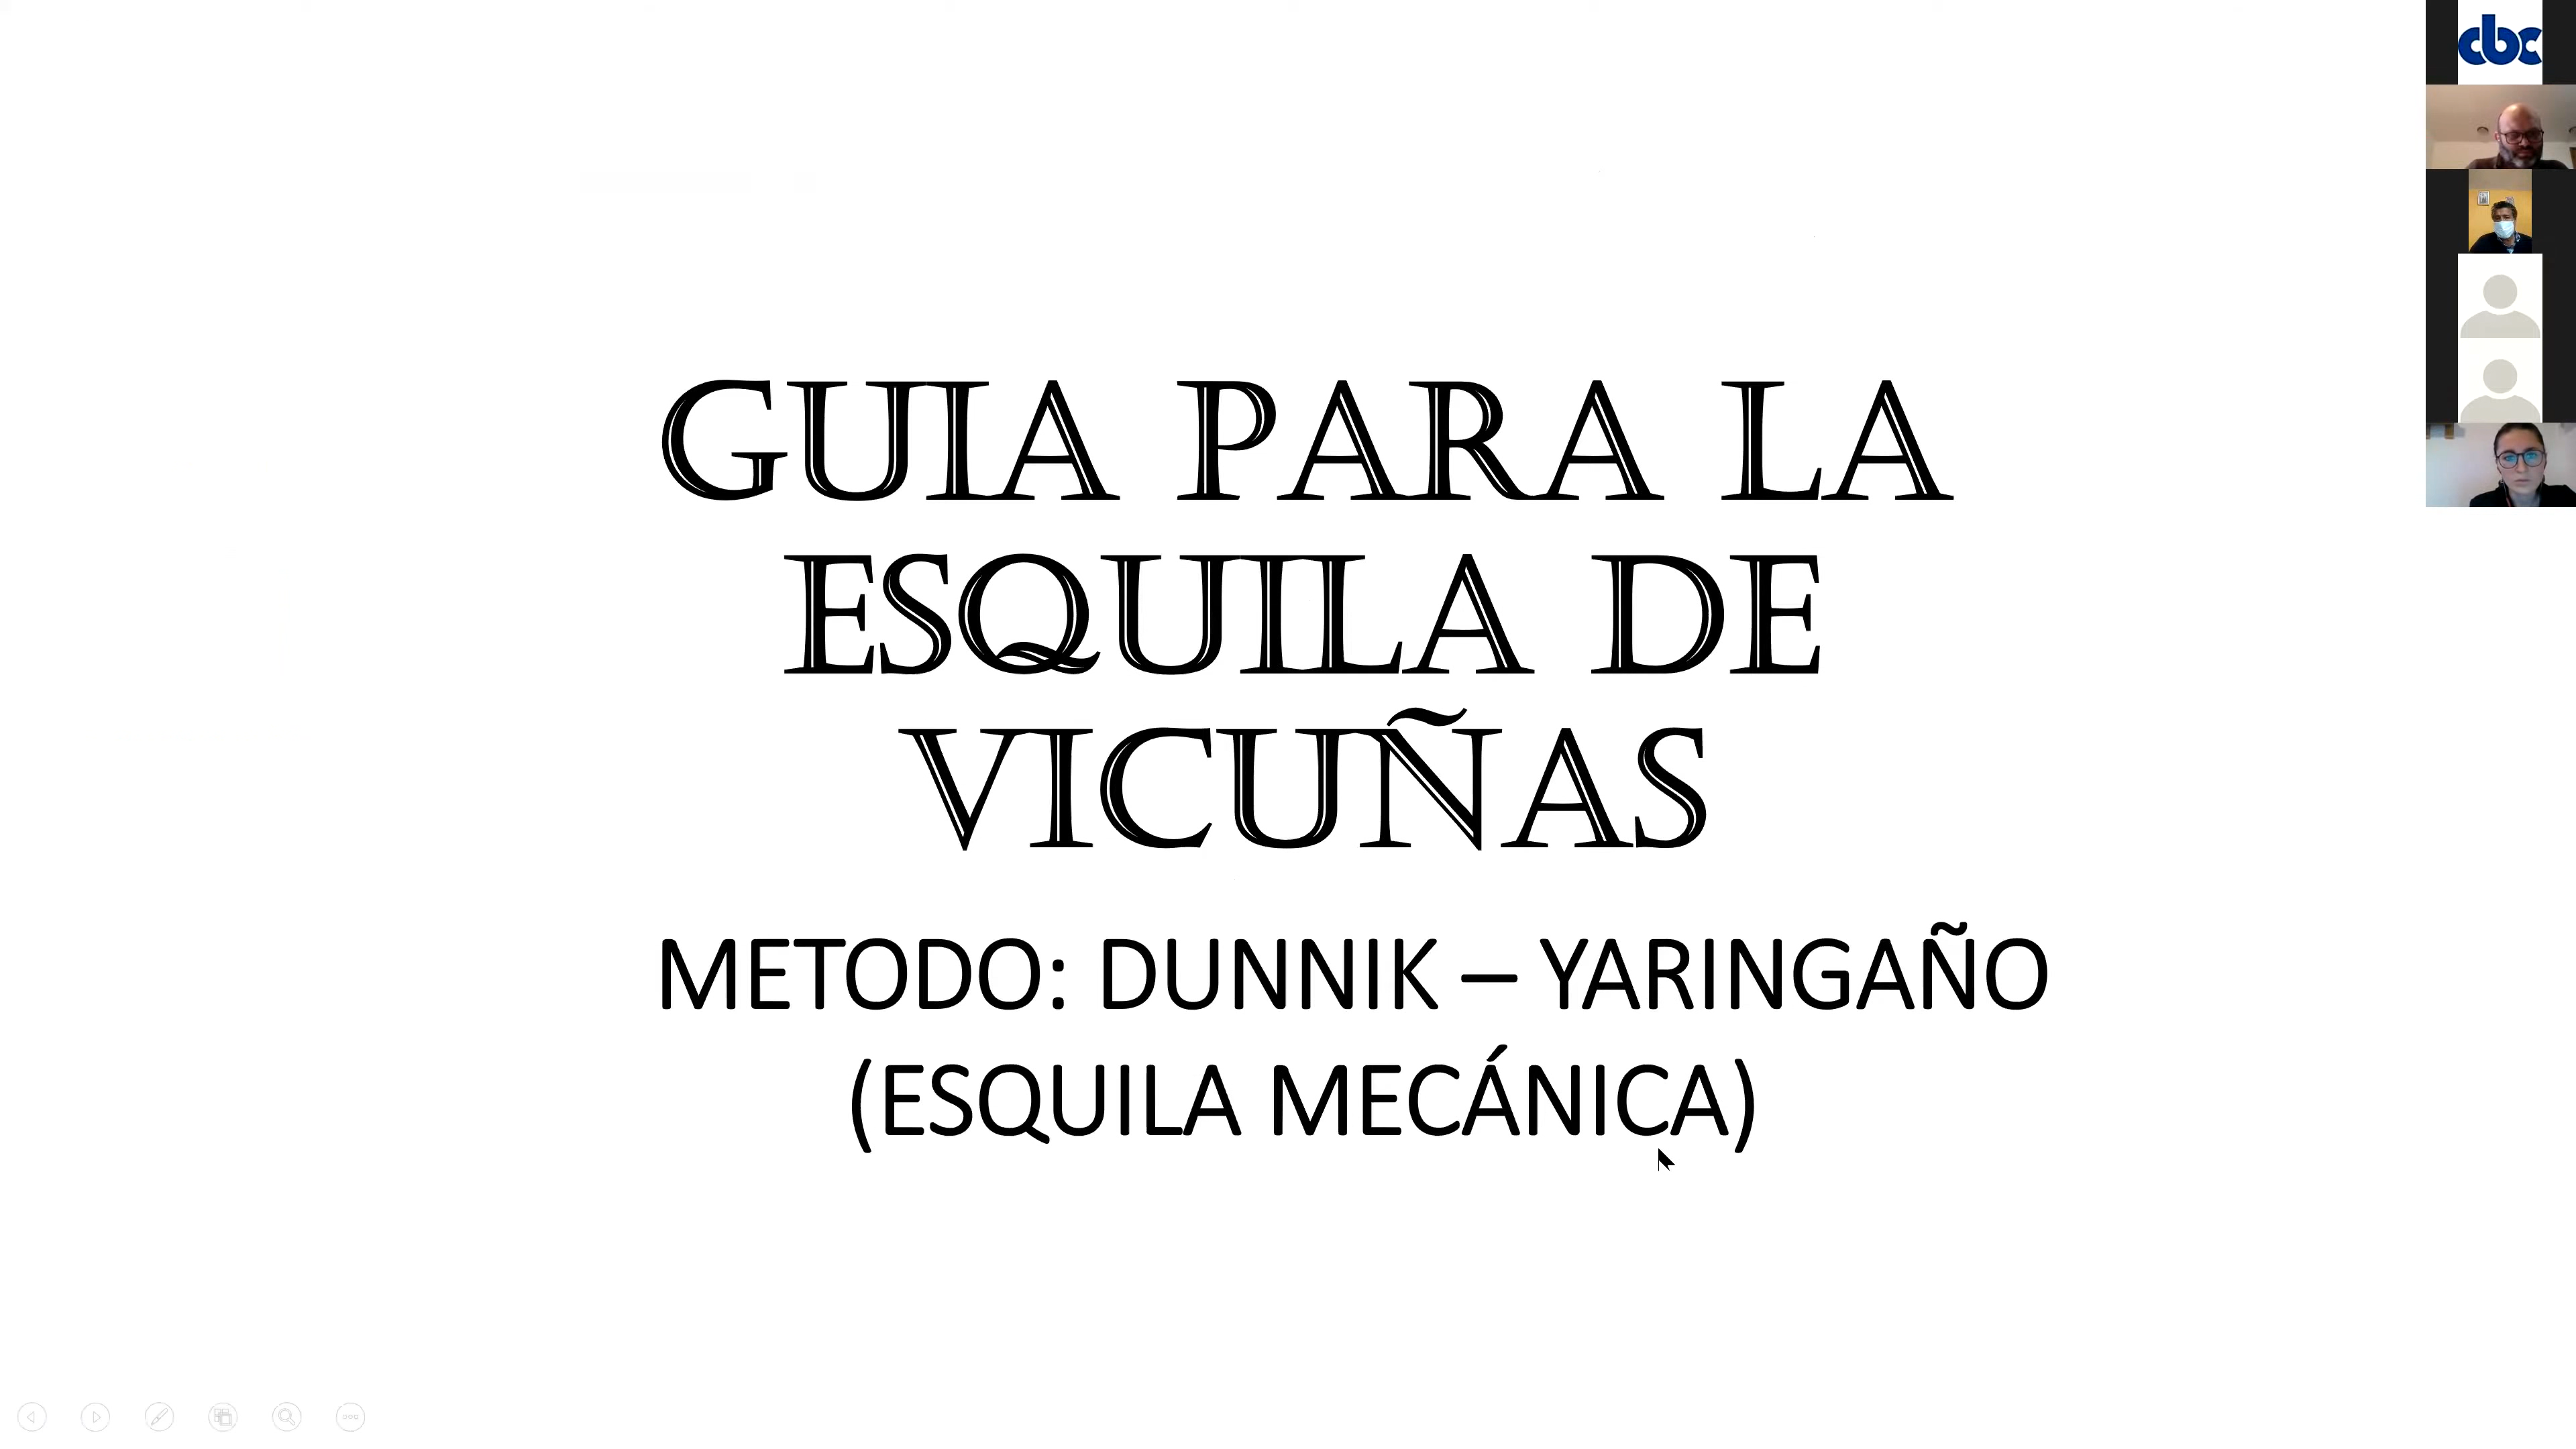 cbc
GUIA PARA LA
ESQUILA DE
VICUÑAS
METODO: DUNNIK – YARINGAÑO
(ESQUILA MECÁNICA)